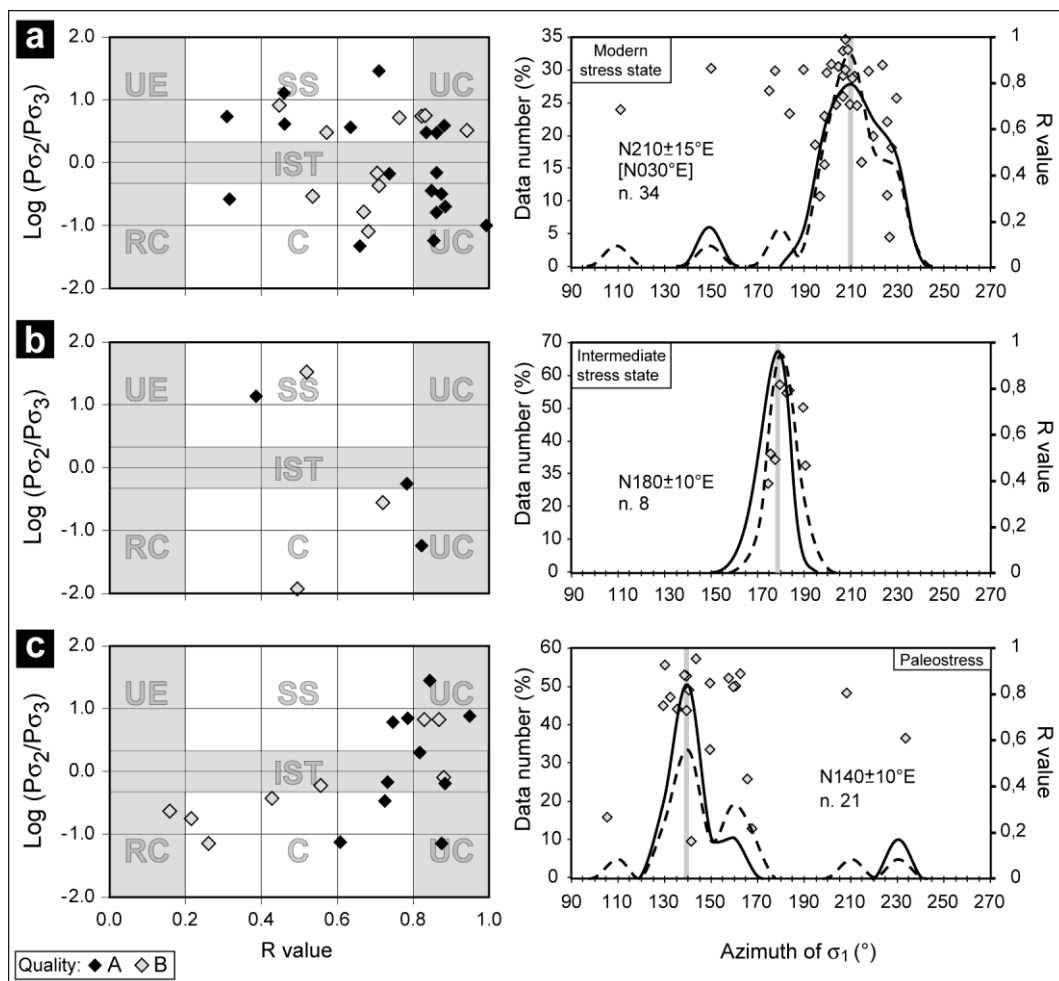 a
Log (Pσ2/Pσ3)
2.0
1.0
0.0
-1.0
-2.0
UE
SS
UC
IST
RC
C
UC
Data number (%)
35
30
25
20
15
10
5
0
Modern
stress state
N210±15°E
[N030°E]
n. 34
90 110 130 150 170 190 210 230 250 270
1
0,8
0,6
0,4
0,2
0
R value
b
Log (Pσ2/Pσ3)
2.0
1.0
0.0
-1.0
-2.0
UE
SS
UC
IST
RC
C
UC
Data number (%)
70
60
50
35
30
20
10
0
Intermediate
stress state
N180±10°E
n. 8
90 110 130 150 170 190 210 230 250 270
1
0,8
0,6
0,4
0,2
0
R value
c
Log (Pσ2/Pσ3)
2.0
1.0
0.0
-1.0
-2.0
UE
SS
UC
IST
RC
C
UC
0.0 0.2 0.4 0.6 0.8 1.0
R value
Data number (%)
60
50
40
30
20
10
0
Paleostress
N140±10°E
n. 21
90 110 130 150 170 190 210 230 250 270
Azimuth of σ1 (°)
1
0,8
0,6
0,4
0,2
0
R value
Quality: A B